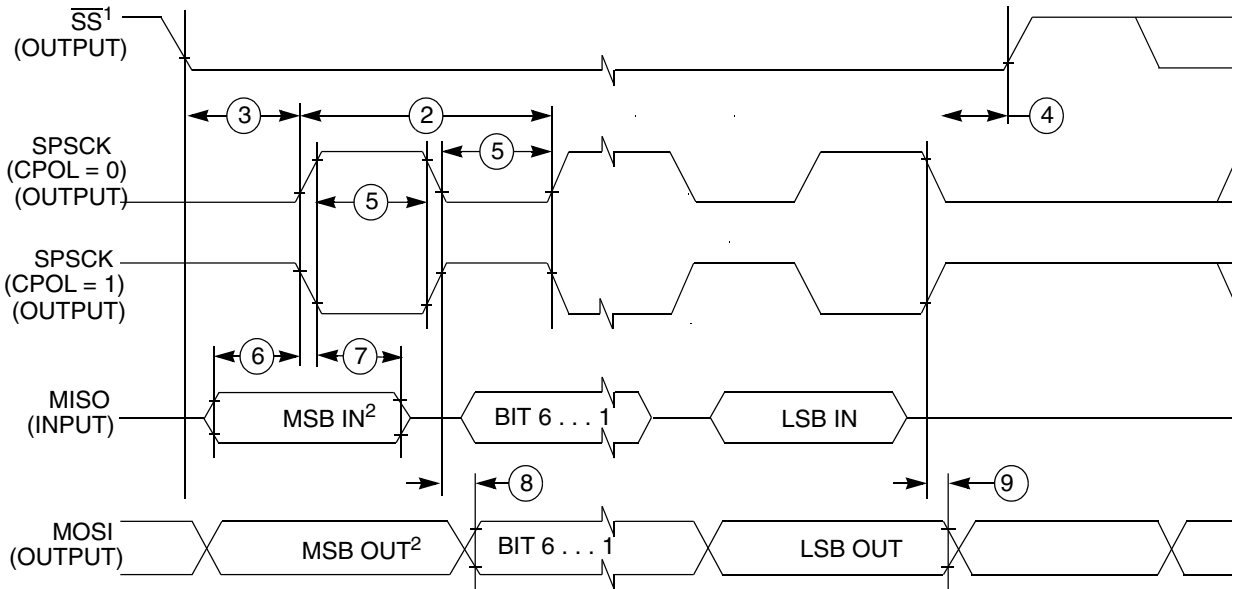 SS¹
(OUTPUT)
3
2
4
SPSCK
(CPOL = 0)
(OUTPUT)
5
5
SPSCK
(CPOL = 1)
(OUTPUT)
6
7
MISO
(INPUT)
MSB IN²
BIT 6 . . . 1
LSB IN
8
9
MOSI
(OUTPUT)
MSB OUT²
BIT 6 . . . 1
LSB OUT